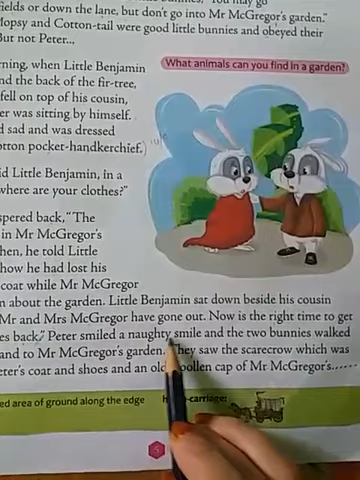 fields or down the lane, but don't go into Mr McGregor's garden."
Mopsy and Cotton-tail were good little bunnies and obeyed their
But not Peter...
rning, when Little Benjamin
What animals can you find in a garden?
nd the back of the fir-tree,
fell on top of his cousin,
er was sitting by himself.
d sad and was dressed
otton pocket-handkerchief.
id Little Benjamin, in a
where are your clothes?"
spered back, "The
in Mr McGregor's
hen, he told Little
how he had lost his
coat while Mr McGregor
n about the garden. Little Benjamin sat down beside his cousin
Mr and Mrs McGregor have gone out. Now is the right time to get
es back." Peter smiled a naughty smile and the two bunnies walked
and to Mr McGregor's garden. They saw the scarecrow which was
eter's coat and shoes and an old woollen cap of Mr McGregor's......
ed area of ground along the edge
carriage:
5